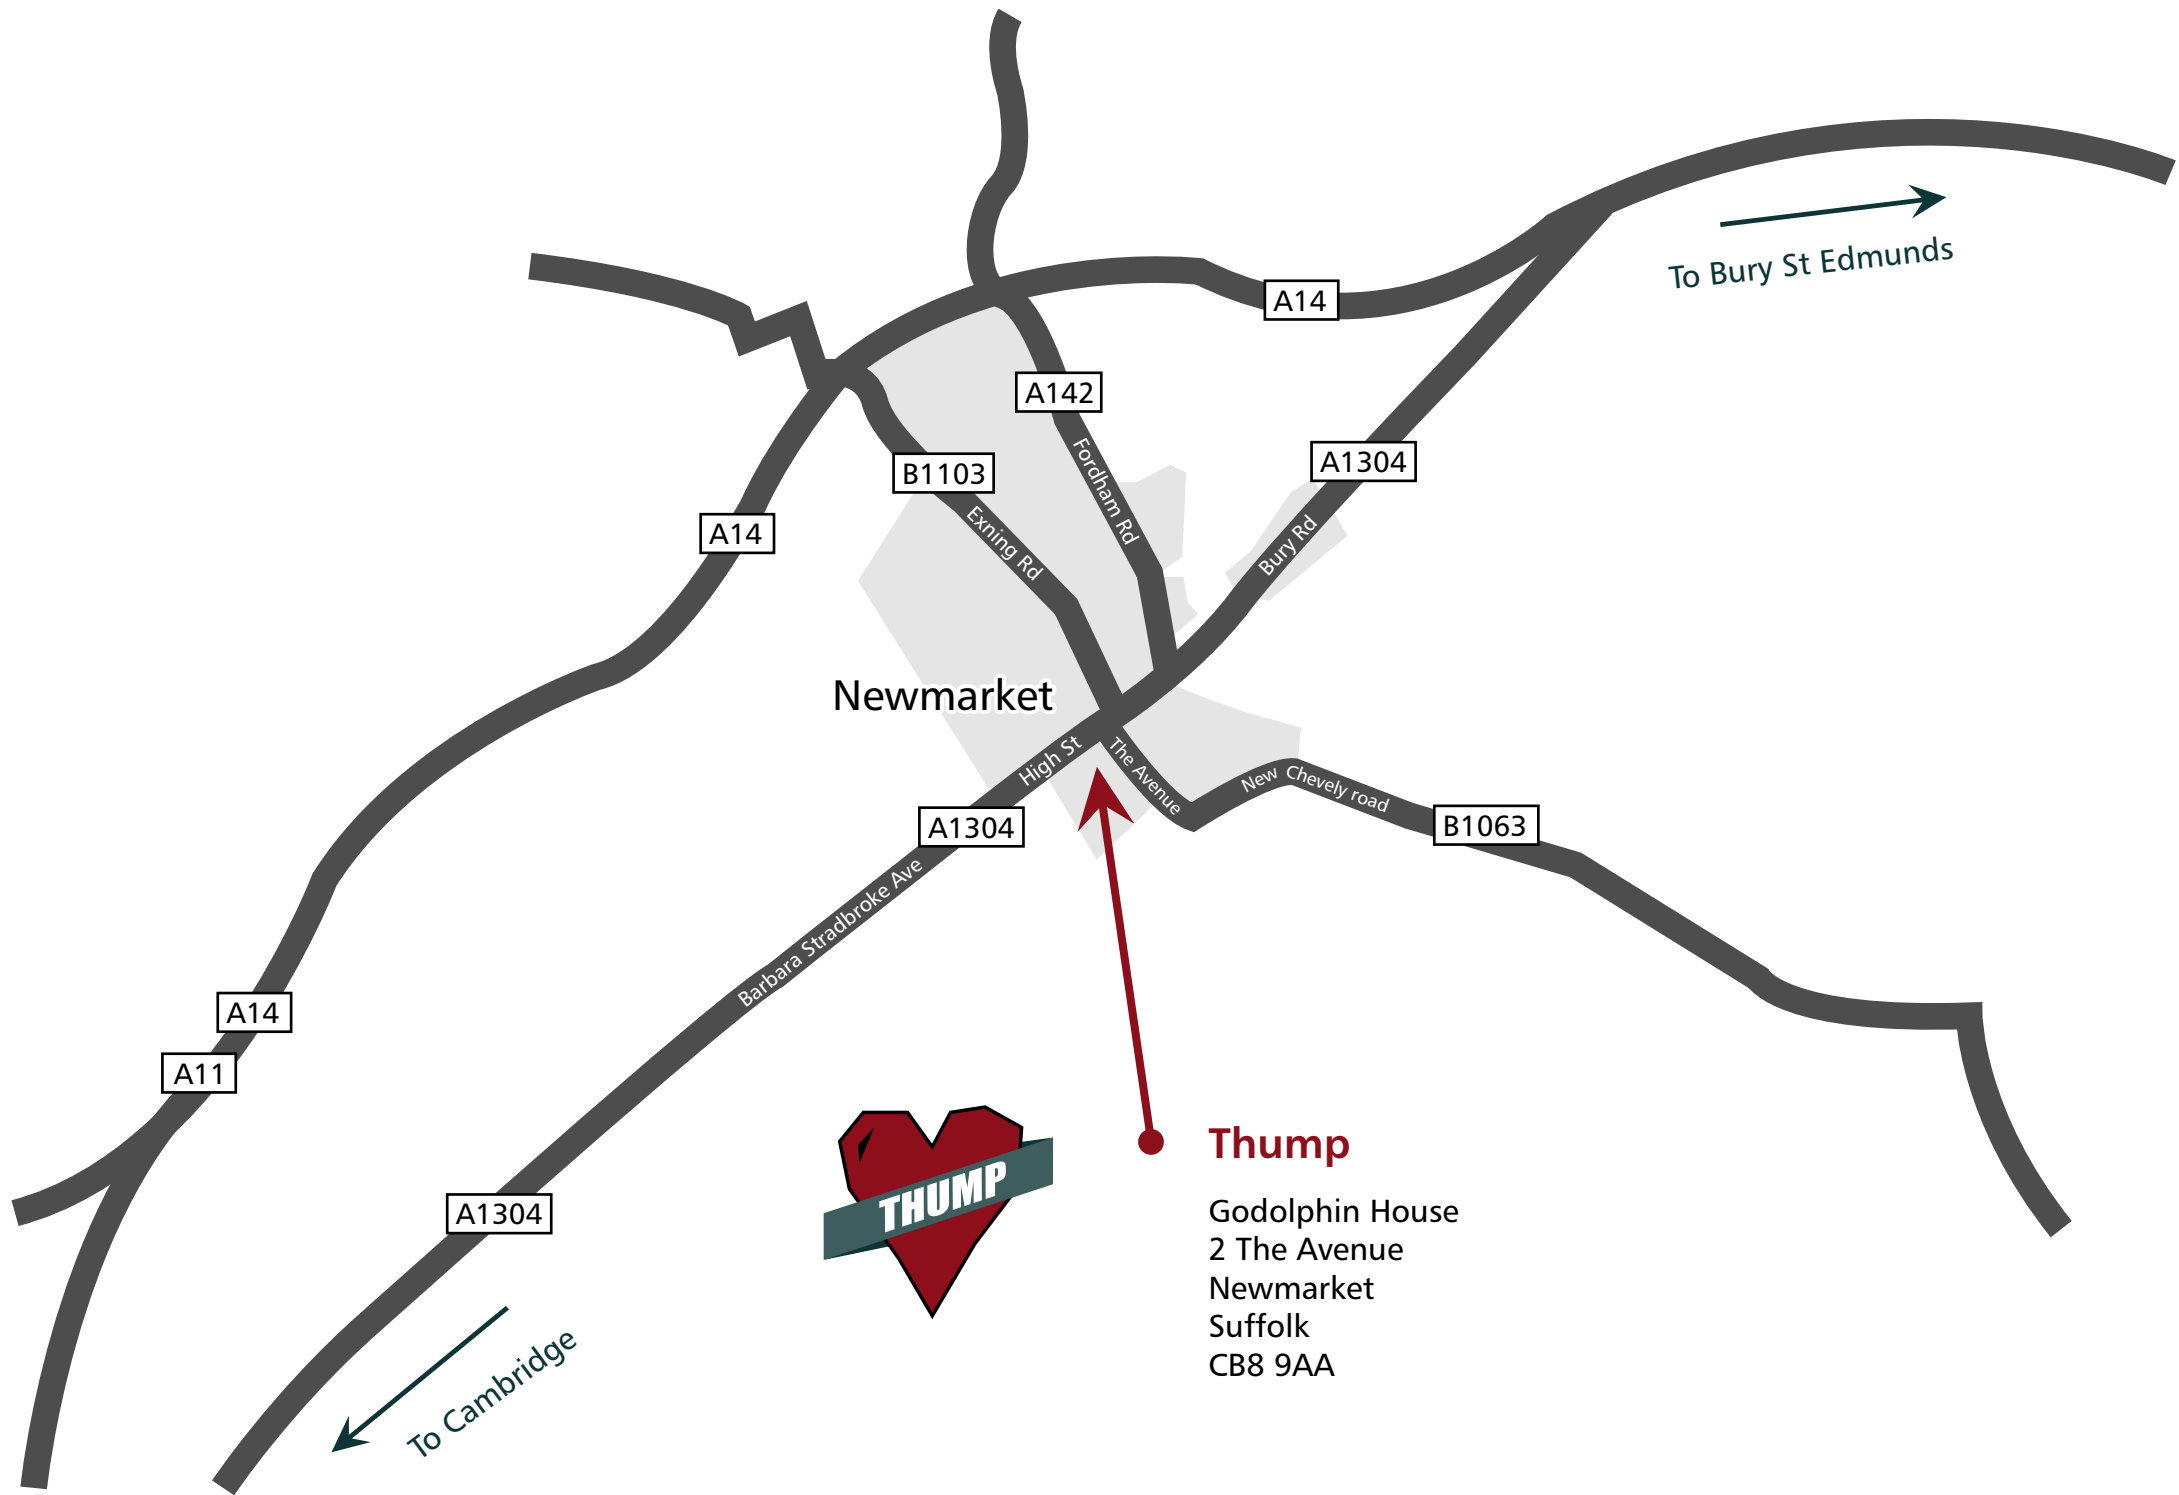 To Bury St Edmunds
A14
A142
Fordham Rd
A1304
B1103
Exning Rd
Bury Rd
A14
Newmarket
High St
The Avenue
New Chevely road
A1304
B1063
Barbara Stradbroke Ave
A14
A11
A1304
To Cambridge
THUMP
Thump
Godolphin House
2 The Avenue
Newmarket
Suffolk
CB8 9AA